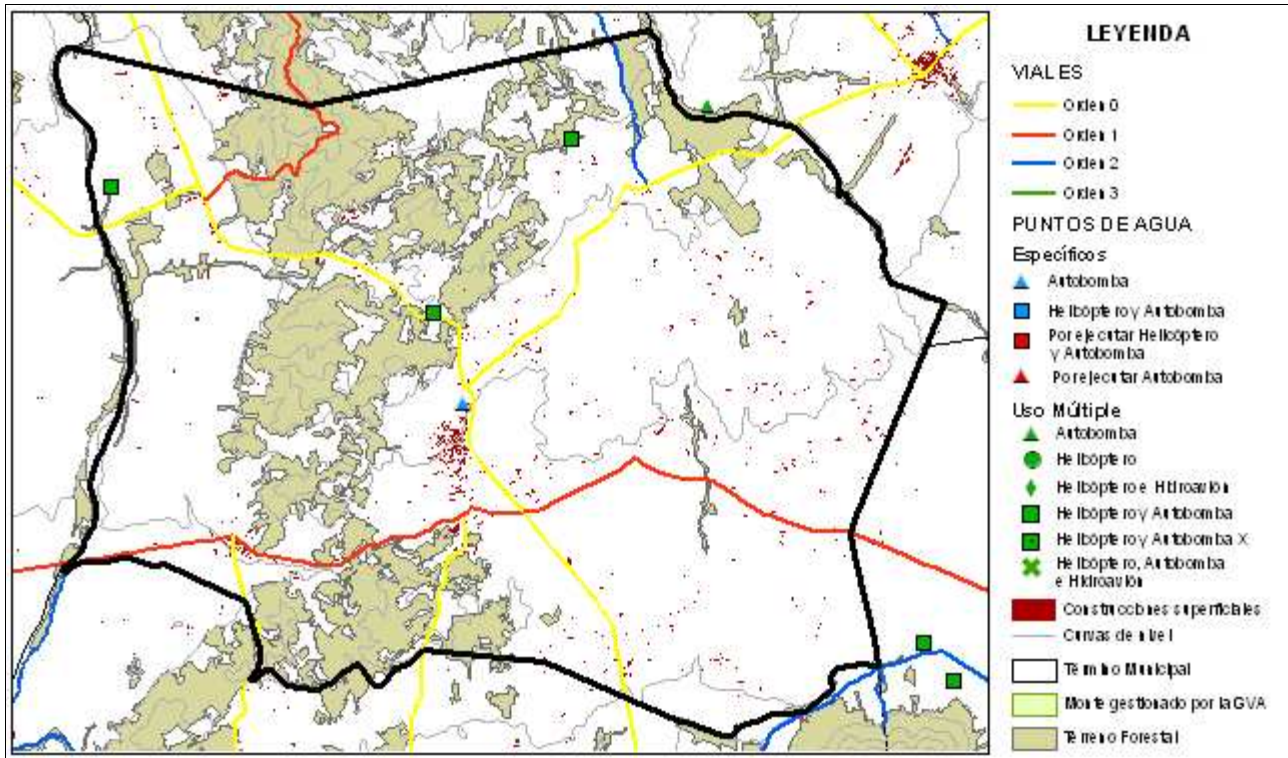 LEYENDA
VIALES
Orden 0
Orden 1
Orden 2
Orden 3
PUNTOS DE AGUA
Específicos
Autobomba
Helicóptero y Autobomba
Por ejecutar Helicóptero
y Autobomba
Por ejecutar Autobomba
Uso Múltiple
Autobomba
Helicóptero
Helicóptero e Hidroavión
Helicóptero y Autobomba
Helicóptero y Autobomba X
Helicóptero, Autobomba
e Hidroavión
Construcciones superficiales
Curvas de nivel
Término Municipal
Monte gestionado por la GVA
Terreno Forestal